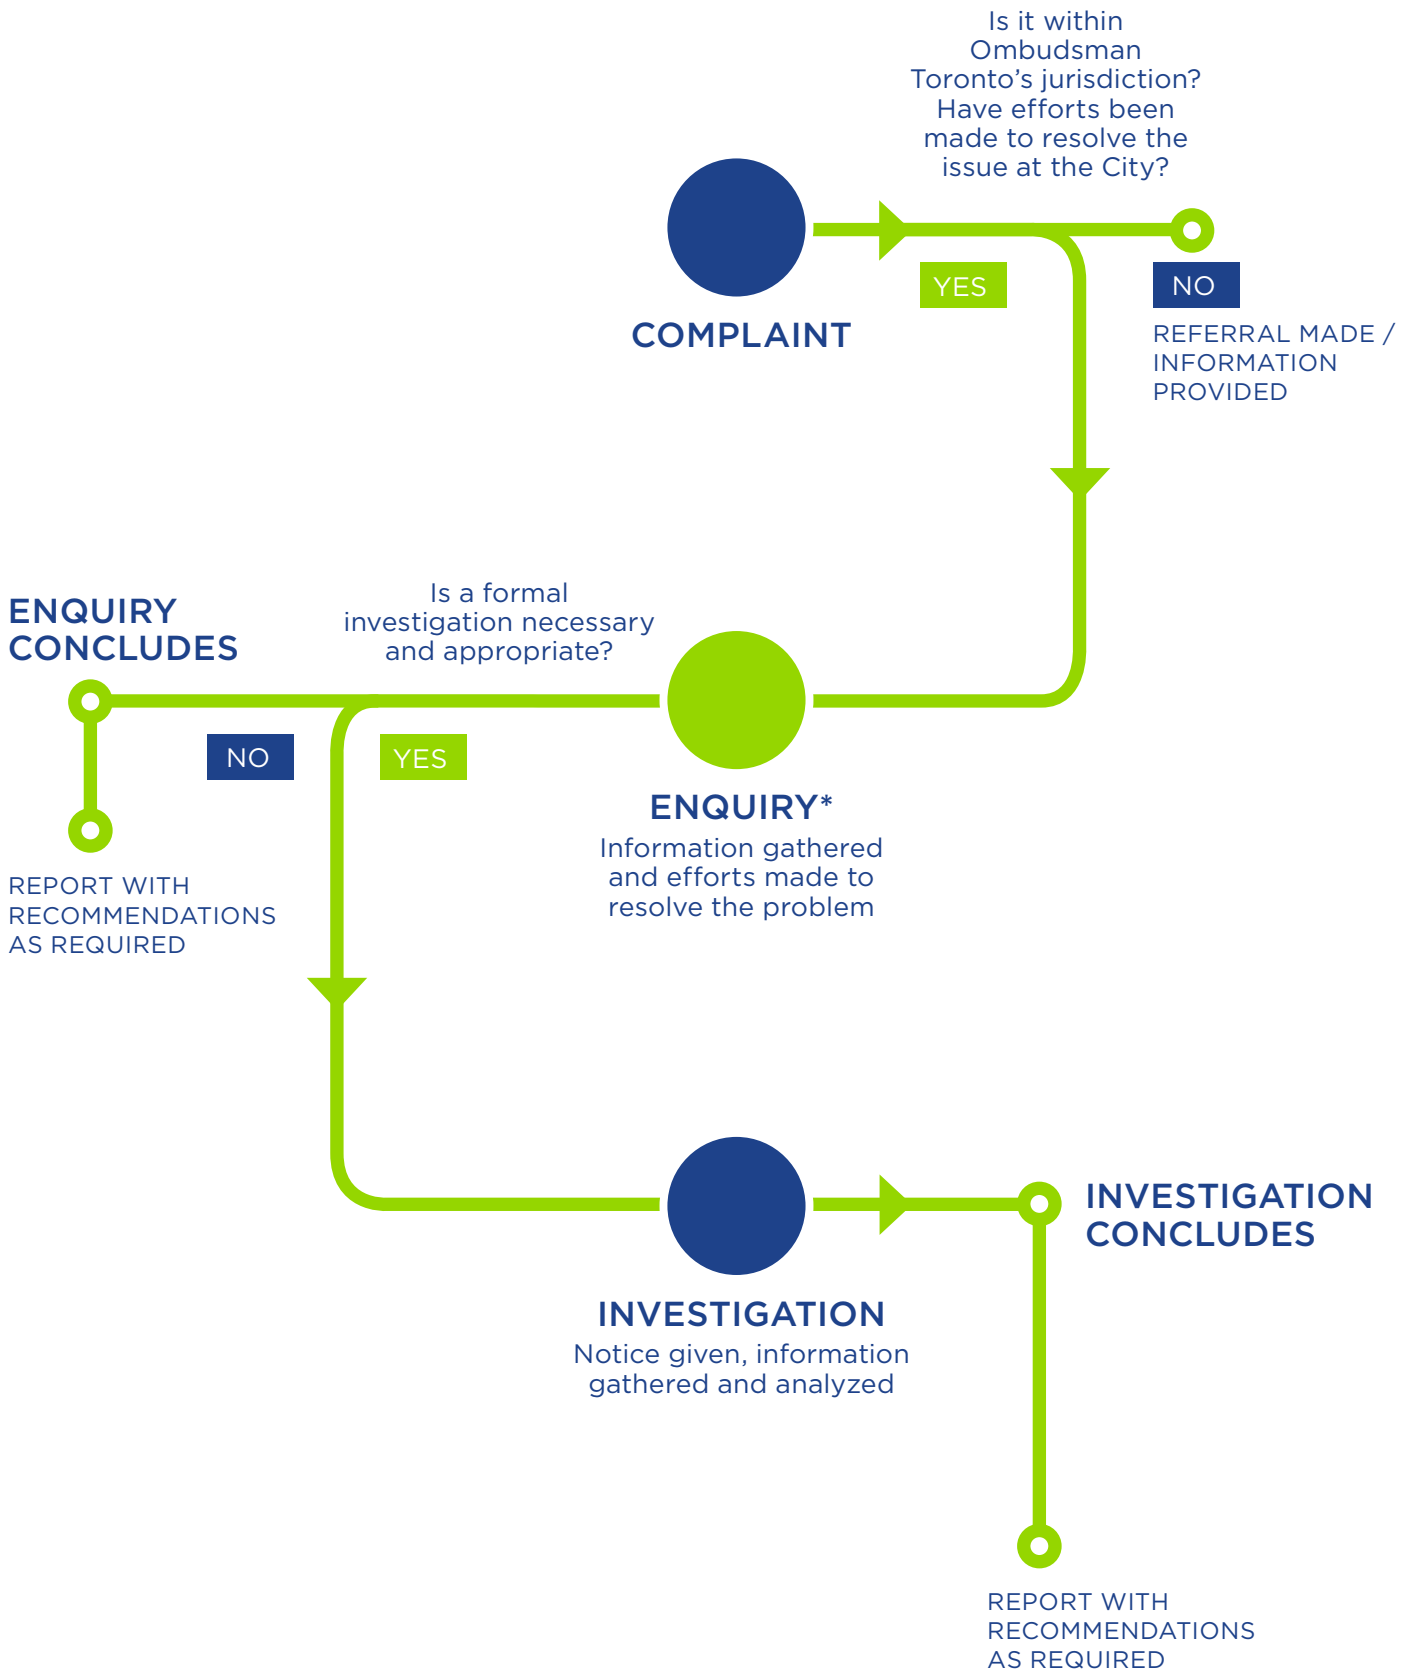 Is it within
Ombudsman
Toronto’s jurisdiction?
Have efforts been
made to resolve the
issue at the City?
COMPLAINT
YES
NO
REFERRAL MADE /
INFORMATION
PROVIDED
ENQUIRY
CONCLUDES
Is a formal
investigation necessary
and appropriate?
NO
YES
REPORT WITH
RECOMMENDATIONS
AS REQUIRED
ENQUIRY*
Information gathered
and efforts made to
resolve the problem
INVESTIGATION
Notice given, information
gathered and analyzed
INVESTIGATION
CONCLUDES
REPORT WITH
RECOMMENDATIONS
AS REQUIRED